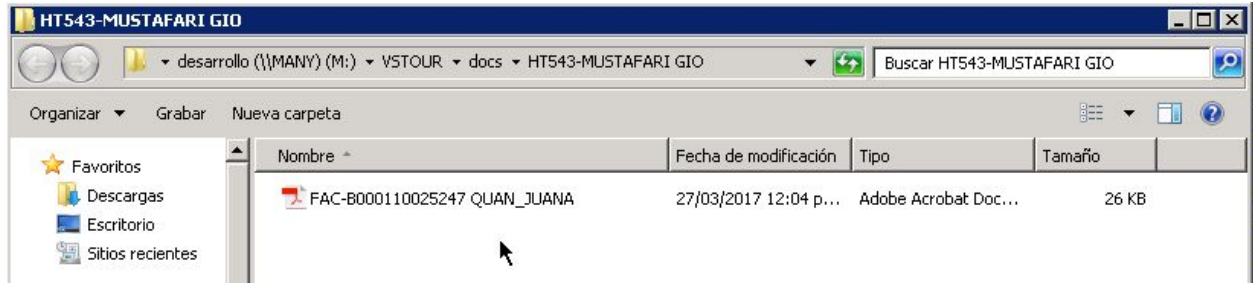 HT543-MUSTAFARI GIO
desarrollo (\\MANY) (M:) VSTOUR docs HT543-MUSTAFARI GIO Buscar HT543-MUSTAFARI GIO
Organizar Grabar Nueva carpeta
Favoritos Nombre Fecha de modificación Tipo Tamaño
Descargas FAC-B000110025247 QUAN_JUANA 27/03/2017 12:04 p... Adobe Acrobat Doc... 26 KB
Escritorio
Sitios recientes